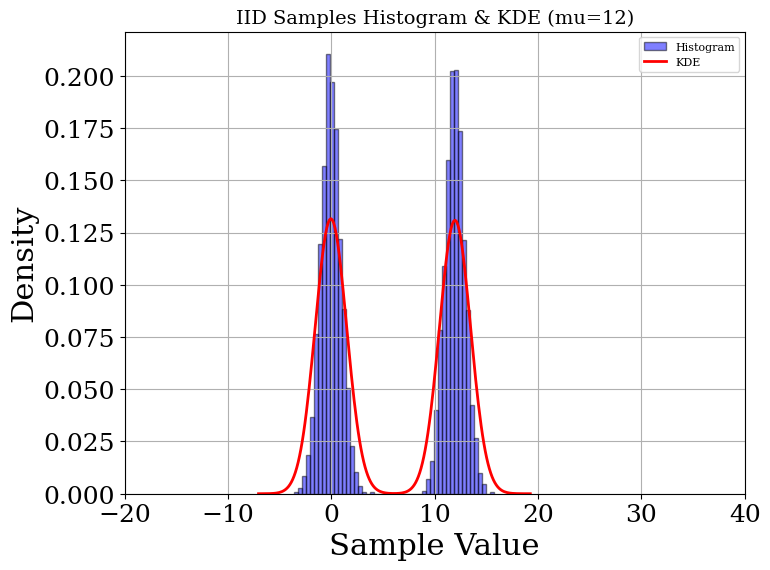 IID Samples Histogram & KDE (mu=12)
Histogram
KDE
Density
0.200
0.175
0.150
0.125
0.100
0.075
0.050
0.025
0.000
−20 −10 0 10 20 30 40
Sample Value